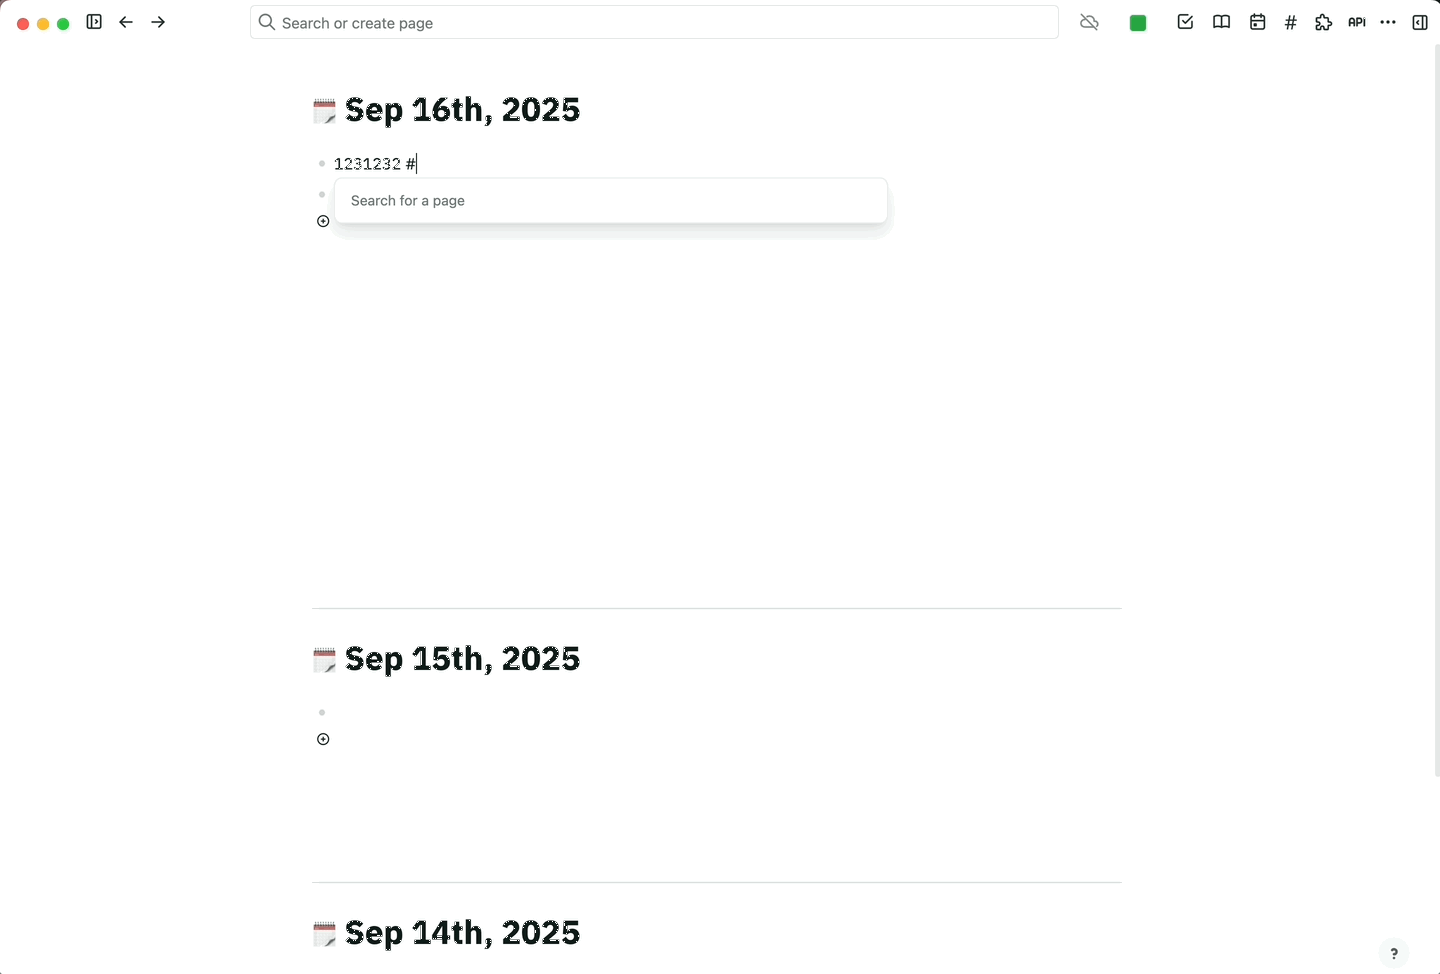 Search or create page
#
API
Sep 16th, 2025
1231232 #
Search for a page
Sep 15th, 2025
Sep 14th, 2025
?